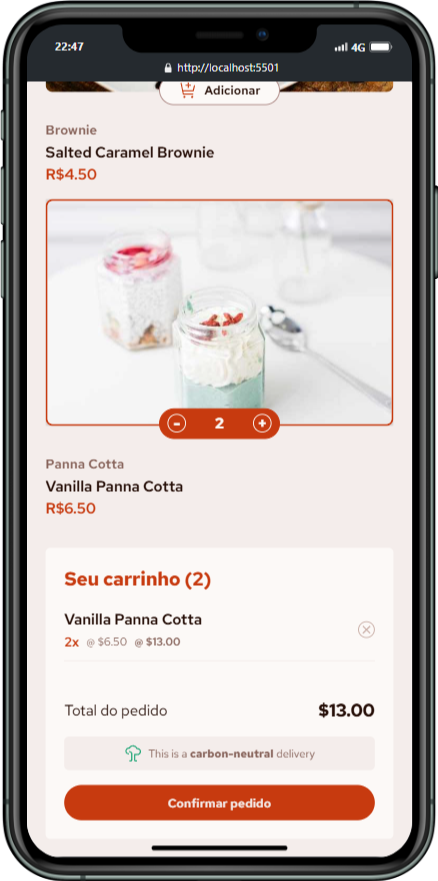 22:47
4G
http://localhost:5501
Adicionar
Brownie
Salted Caramel Brownie
R$4.50
2
Panna Cotta
Vanilla Panna Cotta
R$6.50
Seu carrinho (2)
Vanilla Panna Cotta
2x @ $6.50 @ $13.00
Total do pedido $13.00
This is a carbon-neutral delivery
Confirmar pedido